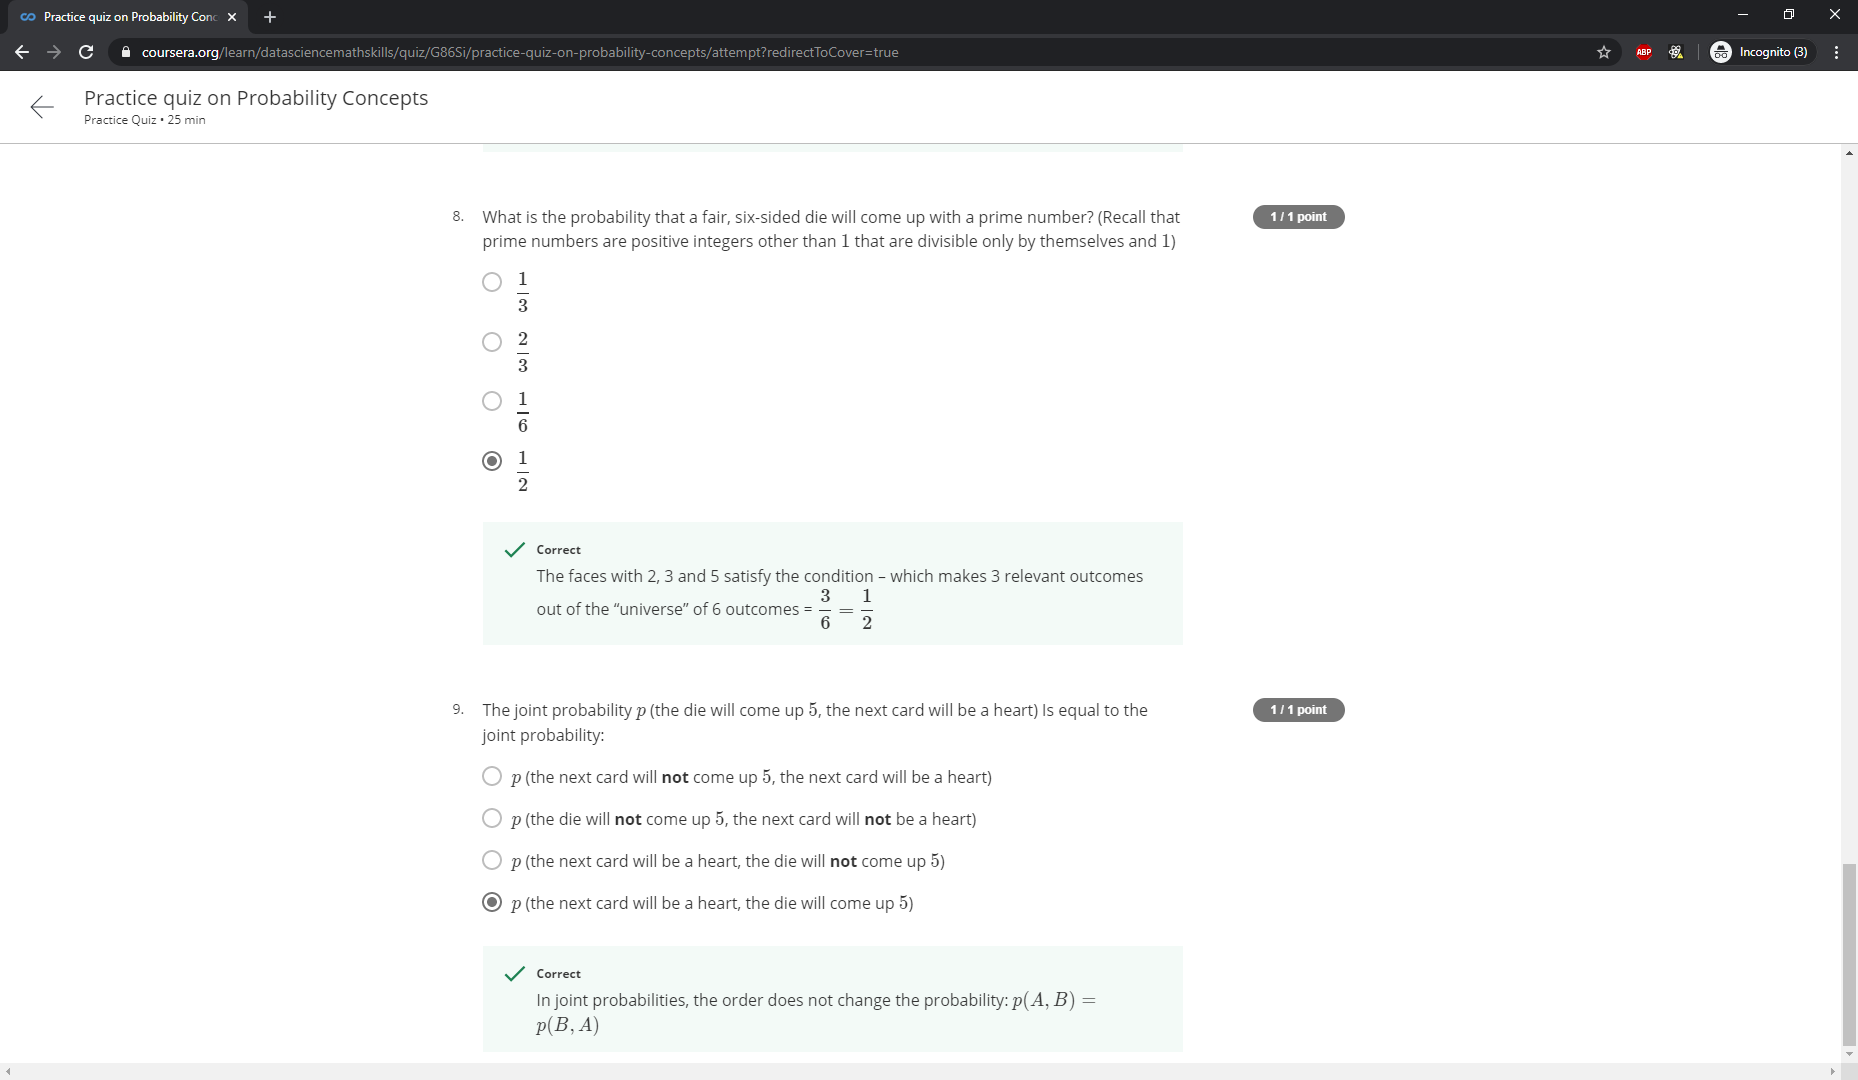 Practice quiz on Probability Conc
coursera.org/learn/datasciencemathskills/quiz/G86Si/practice-quiz-on-probability-concepts/attempt?redirectToCover=true
ABP
Incognito (3)
Practice quiz on Probability Concepts
Practice Quiz • 25 min
8. What is the probability that a fair, six-sided die will come up with a prime number? (Recall that
1 / 1 point
prime numbers are positive integers other than 1 that are divisible only by themselves and 1)
1/3
2/3
1/6
1/2
Correct
The faces with 2, 3 and 5 satisfy the condition – which makes 3 relevant outcomes
out of the “universe” of 6 outcomes = 3/6 = 1/2
9. The joint probability p (the die will come up 5, the next card will be a heart) Is equal to the
1 / 1 point
joint probability:
p (the next card will not come up 5, the next card will be a heart)
p (the die will not come up 5, the next card will not be a heart)
p (the next card will be a heart, the die will not come up 5)
p (the next card will be a heart, the die will come up 5)
Correct
In joint probabilities, the order does not change the probability: p(A, B) =
p(B, A)